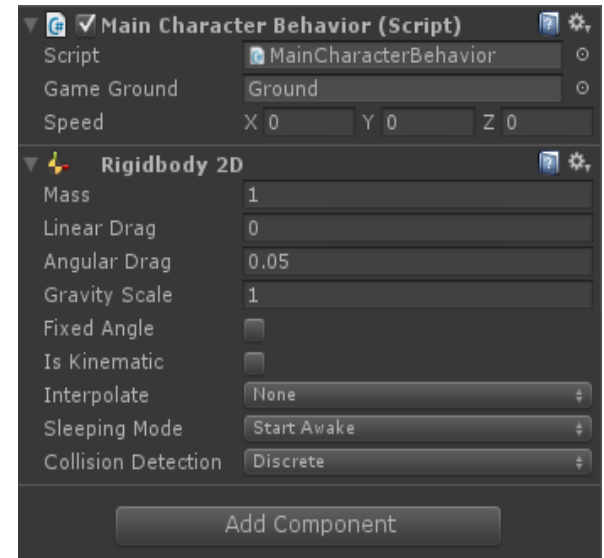 Main Character Behavior (Script)
Script MainCharacterBehavior
Game Ground Ground
Speed X 0 Y 0 Z 0
Rigidbody 2D
Mass 1
Linear Drag 0
Angular Drag 0.05
Gravity Scale 1
Fixed Angle
Is Kinematic
Interpolate None
Sleeping Mode Start Awake
Collision Detection Discrete
Add Component